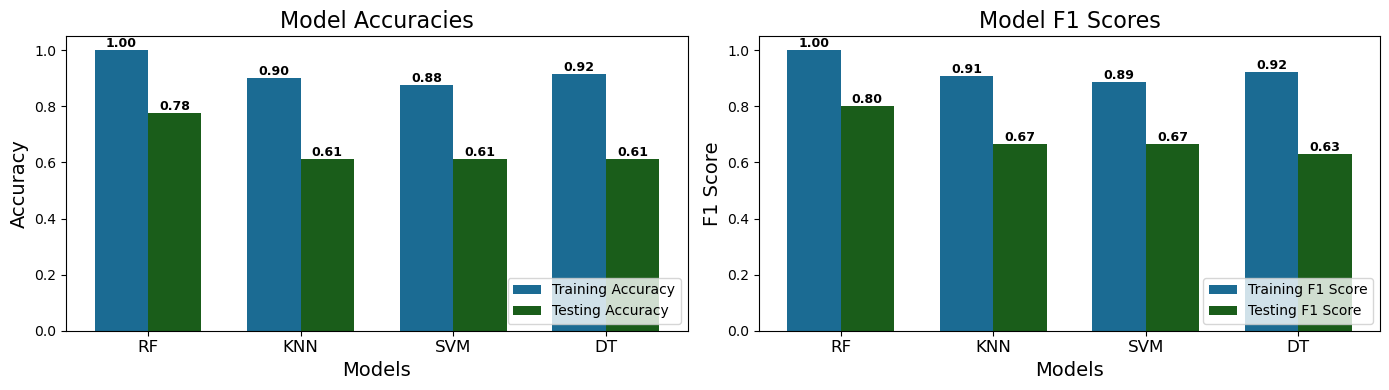 Model Accuracies
1.00
0.78
0.90
0.61
0.88
0.61
0.92
0.61
1.0
0.8
0.6
0.4
0.2
0.0
Accuracy
Training Accuracy
Testing Accuracy
RF KNN SVM DT
Models
Model F1 Scores
1.00
0.80
0.91
0.67
0.89
0.67
0.92
0.63
1.0
0.8
0.6
0.4
0.2
0.0
F1 Score
Training F1 Score
Testing F1 Score
RF KNN SVM DT
Models